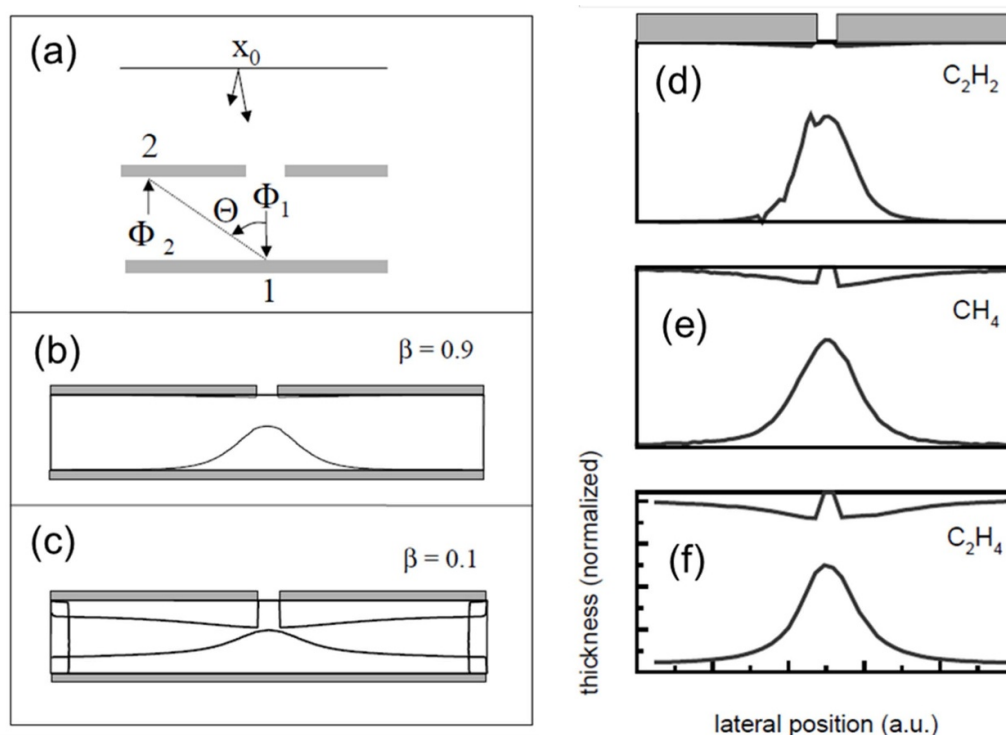 (a)
x₀
2
Θ
Φ₁
Φ₂
1
(b)
β = 0.9
(c)
β = 0.1
(d)
C₂H₂
(e)
CH₄
(f)
C₂H₄
thickness (normalized)
lateral position (a.u.)